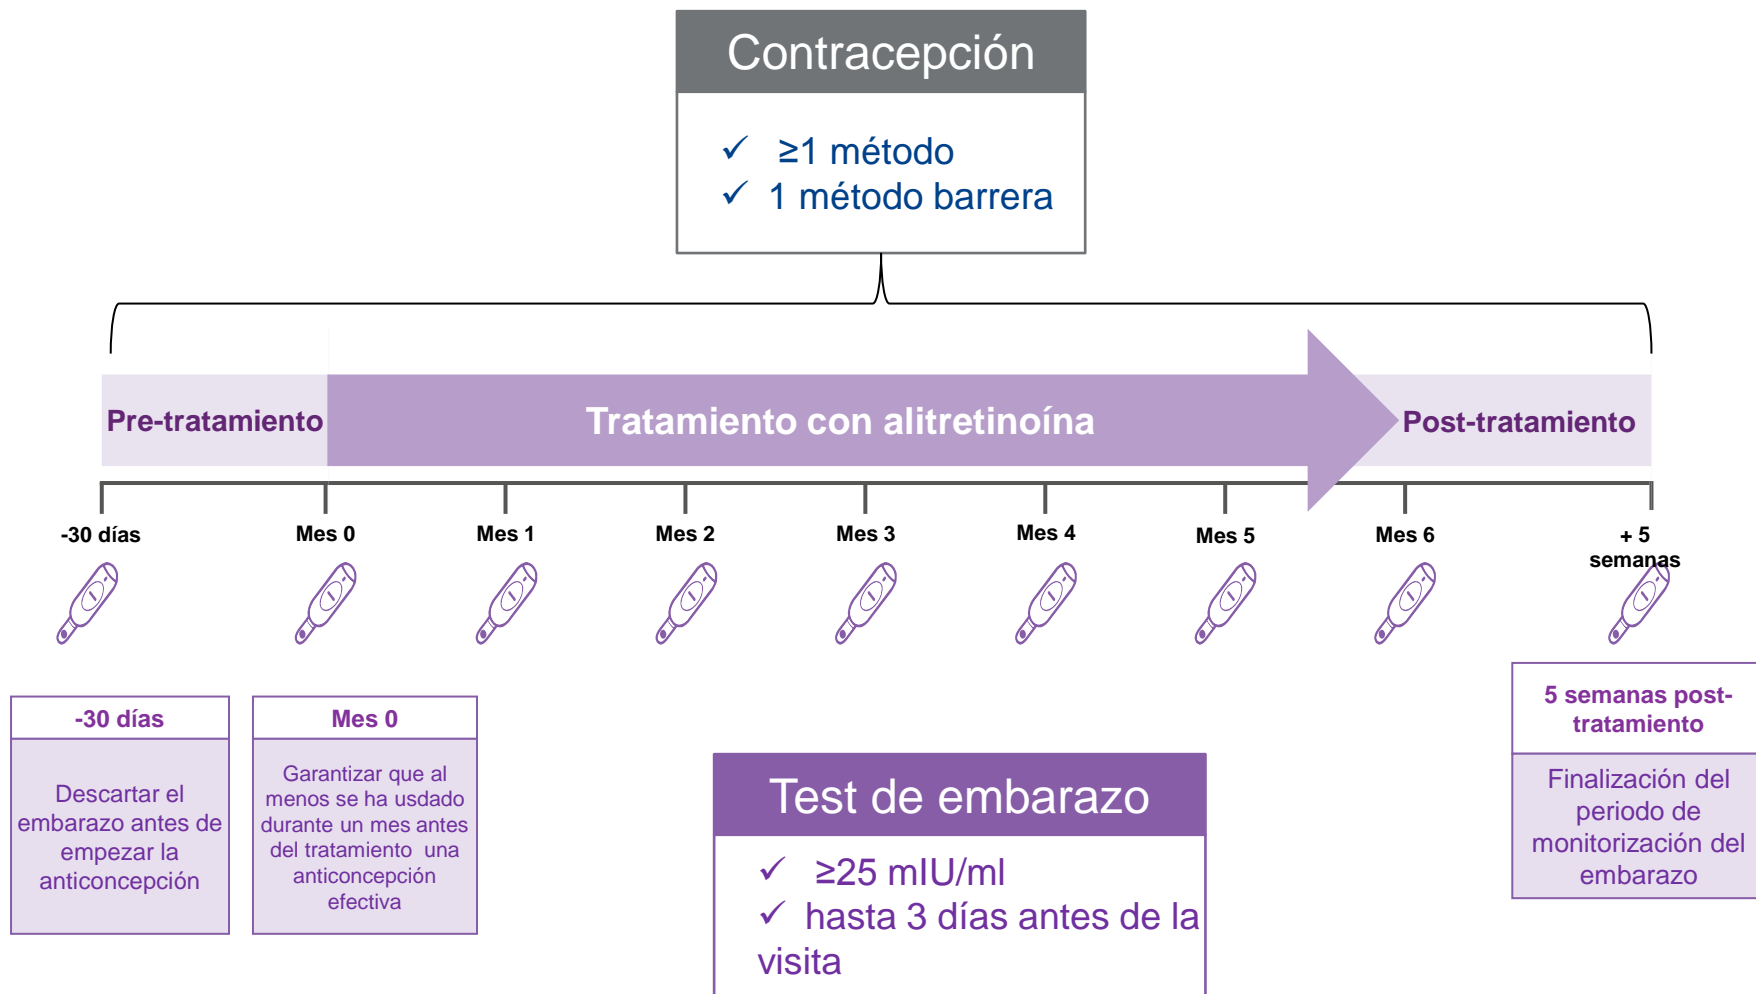 Contracepción
✓ ≥1 método
✓ 1 método barrera
Pre-tratamiento
Tratamiento con alitretinoína
Post-tratamiento
-30 días
Mes 0
Mes 1
Mes 2
Mes 3
Mes 4
Mes 5
Mes 6
+ 5
semanas
-30 días
Descartar el
embarazo antes de
empezar la
anticoncepción
Mes 0
Garantizar que al
menos se ha usdado
durante un mes antes
del tratamiento una
anticoncepción
efectiva
Test de embarazo
✓ ≥25 mIU/ml
✓ hasta 3 días antes de la
visita
5 semanas post-
tratamiento
Finalización del
periodo de
monitorización del
embarazo